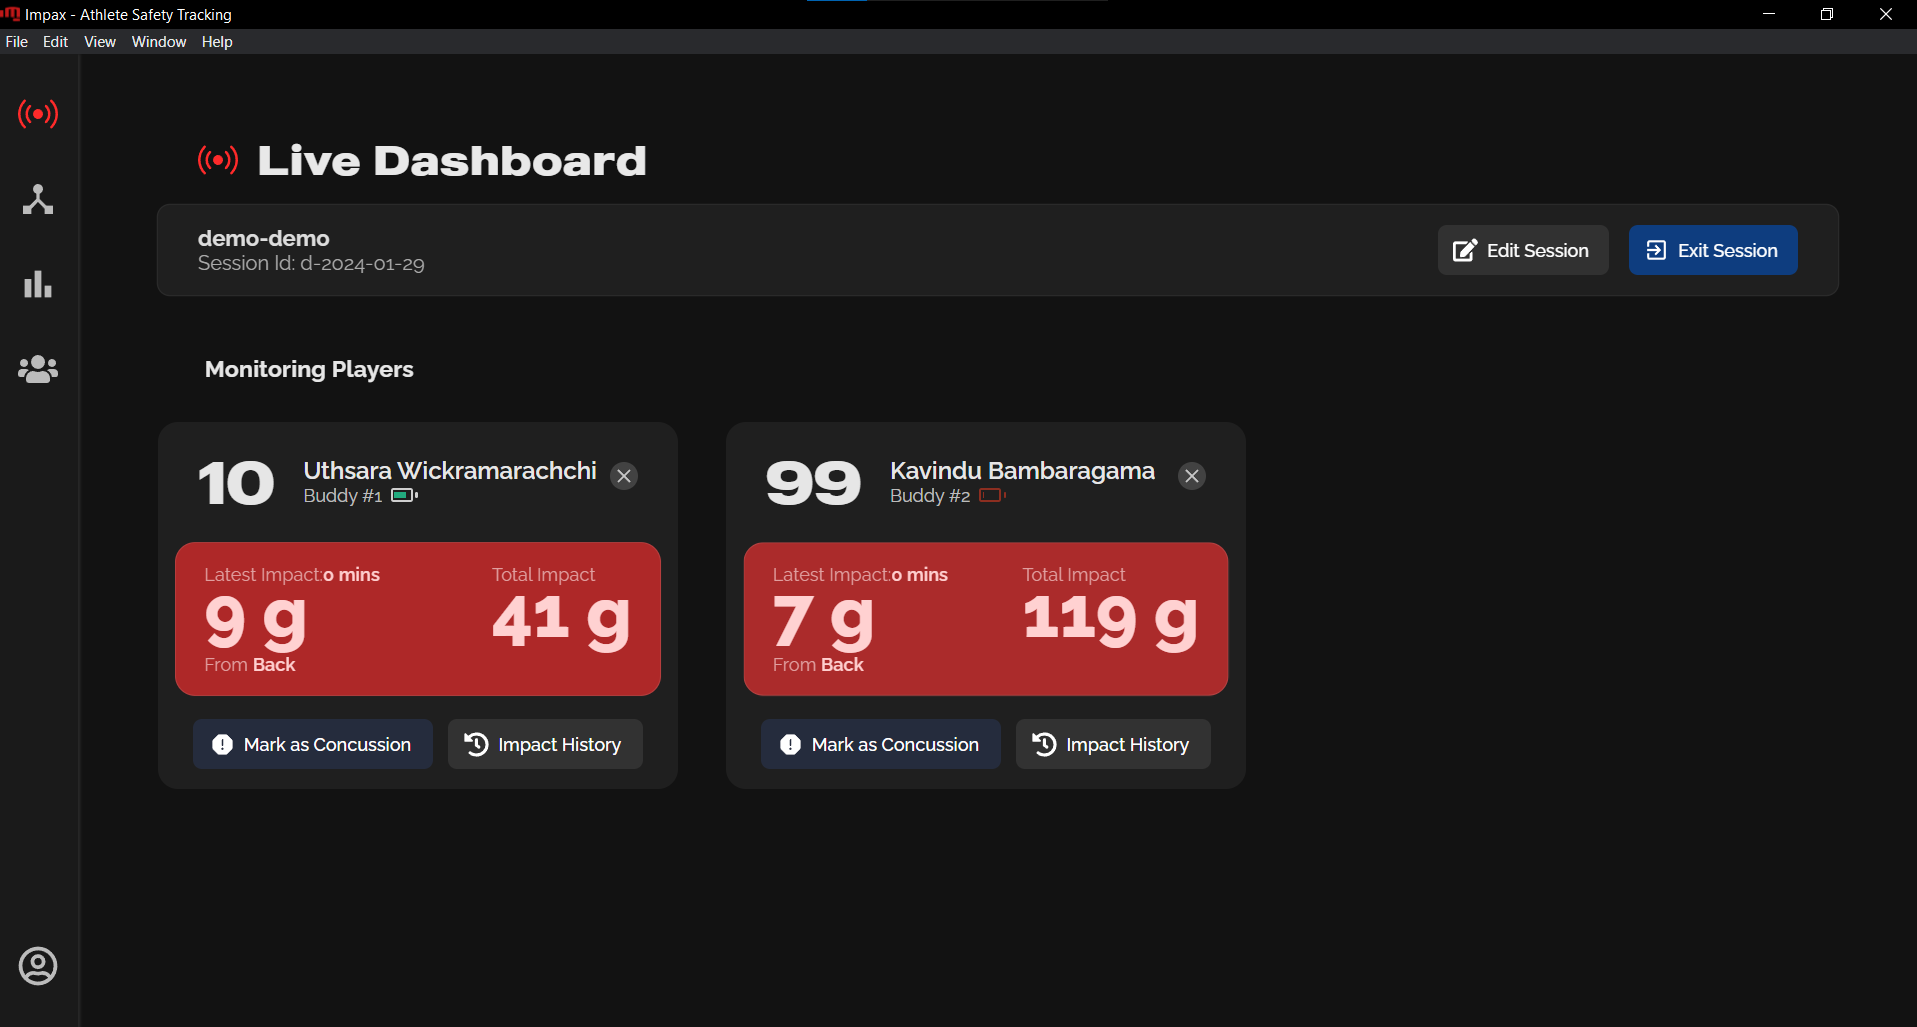 Impax - Athlete Safety Tracking
File Edit View Window Help
Live Dashboard
demo-demo
Session Id: d-2024-01-29
Edit Session
Exit Session
Monitoring Players
10
Uthsara Wickramarachchi
Buddy #1
Latest Impact:0 mins
Total Impact
9 g
41 g
From Back
Mark as Concussion
Impact History
99
Kavindu Bambaragama
Buddy #2
Latest Impact:0 mins
Total Impact
7 g
119 g
From Back
Mark as Concussion
Impact History